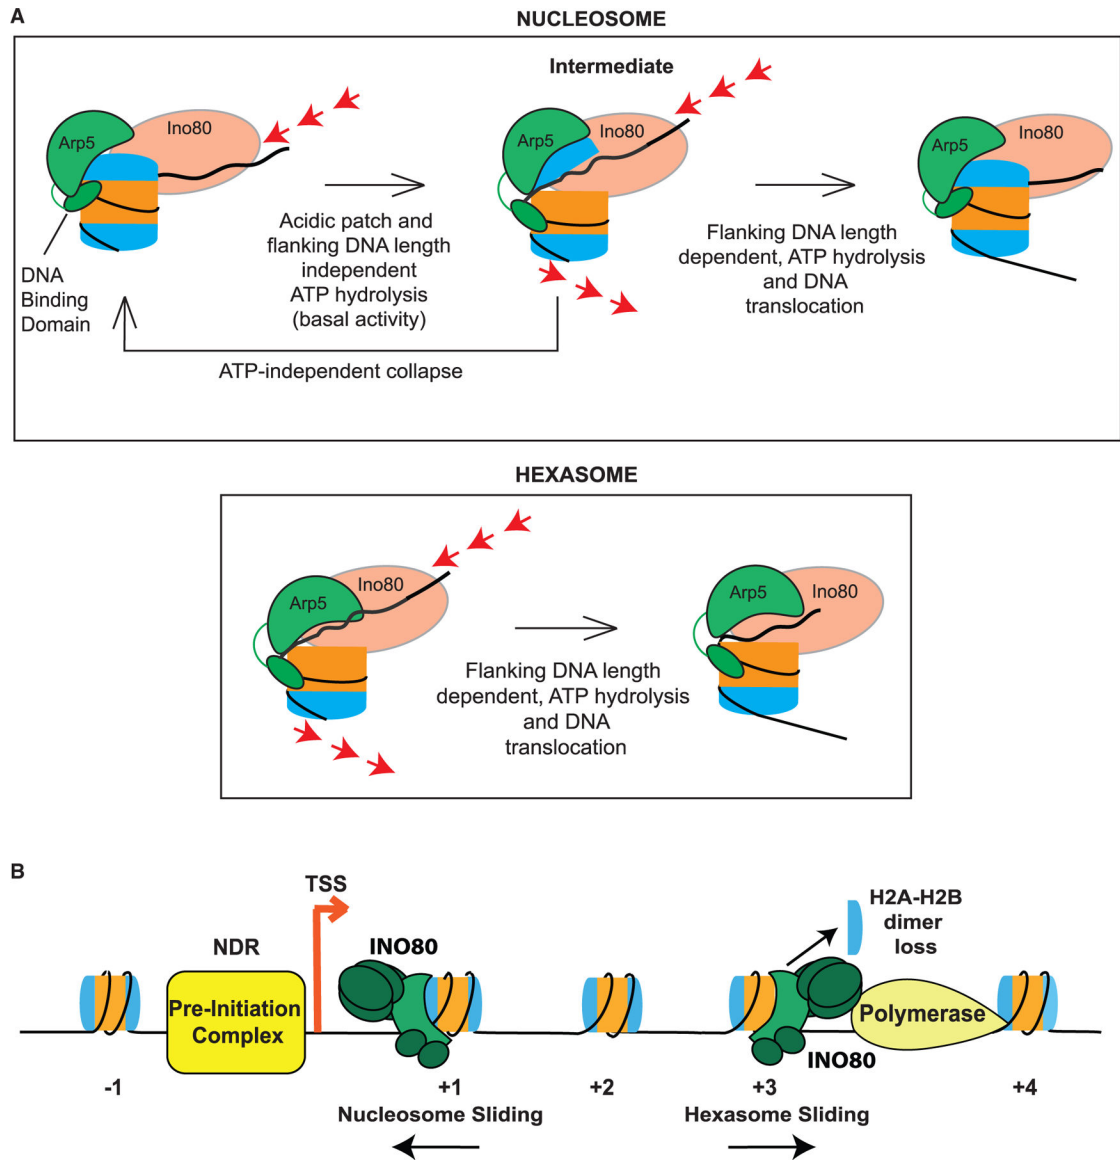 A
NUCLEOSOME
Intermediate
Arp5
Ino80
Arp5
Ino80
Arp5
Ino80
DNA
Binding
Domain
Acidic patch and
flanking DNA length
independent
ATP hydrolysis
(basal activity)
Flanking DNA length
dependent, ATP hydrolysis
and DNA
translocation
ATP-independent collapse
HEXASOME
Arp5
Ino80
Arp5
Ino80
Flanking DNA length
dependent, ATP hydrolysis
and DNA
translocation
B
TSS
NDR
INO80
H2A-H2B
dimer
loss
Pre-Initiation
Complex
Polymerase
INO80
-1
+1
+2
+3
+4
Nucleosome Sliding
Hexasome Sliding